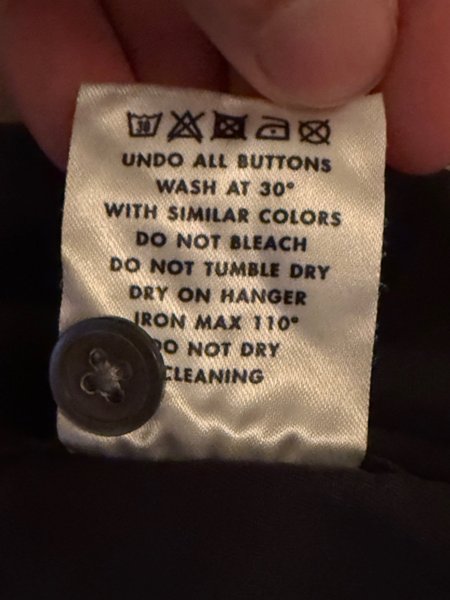 30
UNDO ALL BUTTONS
WASH AT 30°
WITH SIMILAR COLORS
DO NOT BLEACH
DO NOT TUMBLE DRY
DRY ON HANGER
IRON MAX 110°
DO NOT DRY
CLEANING